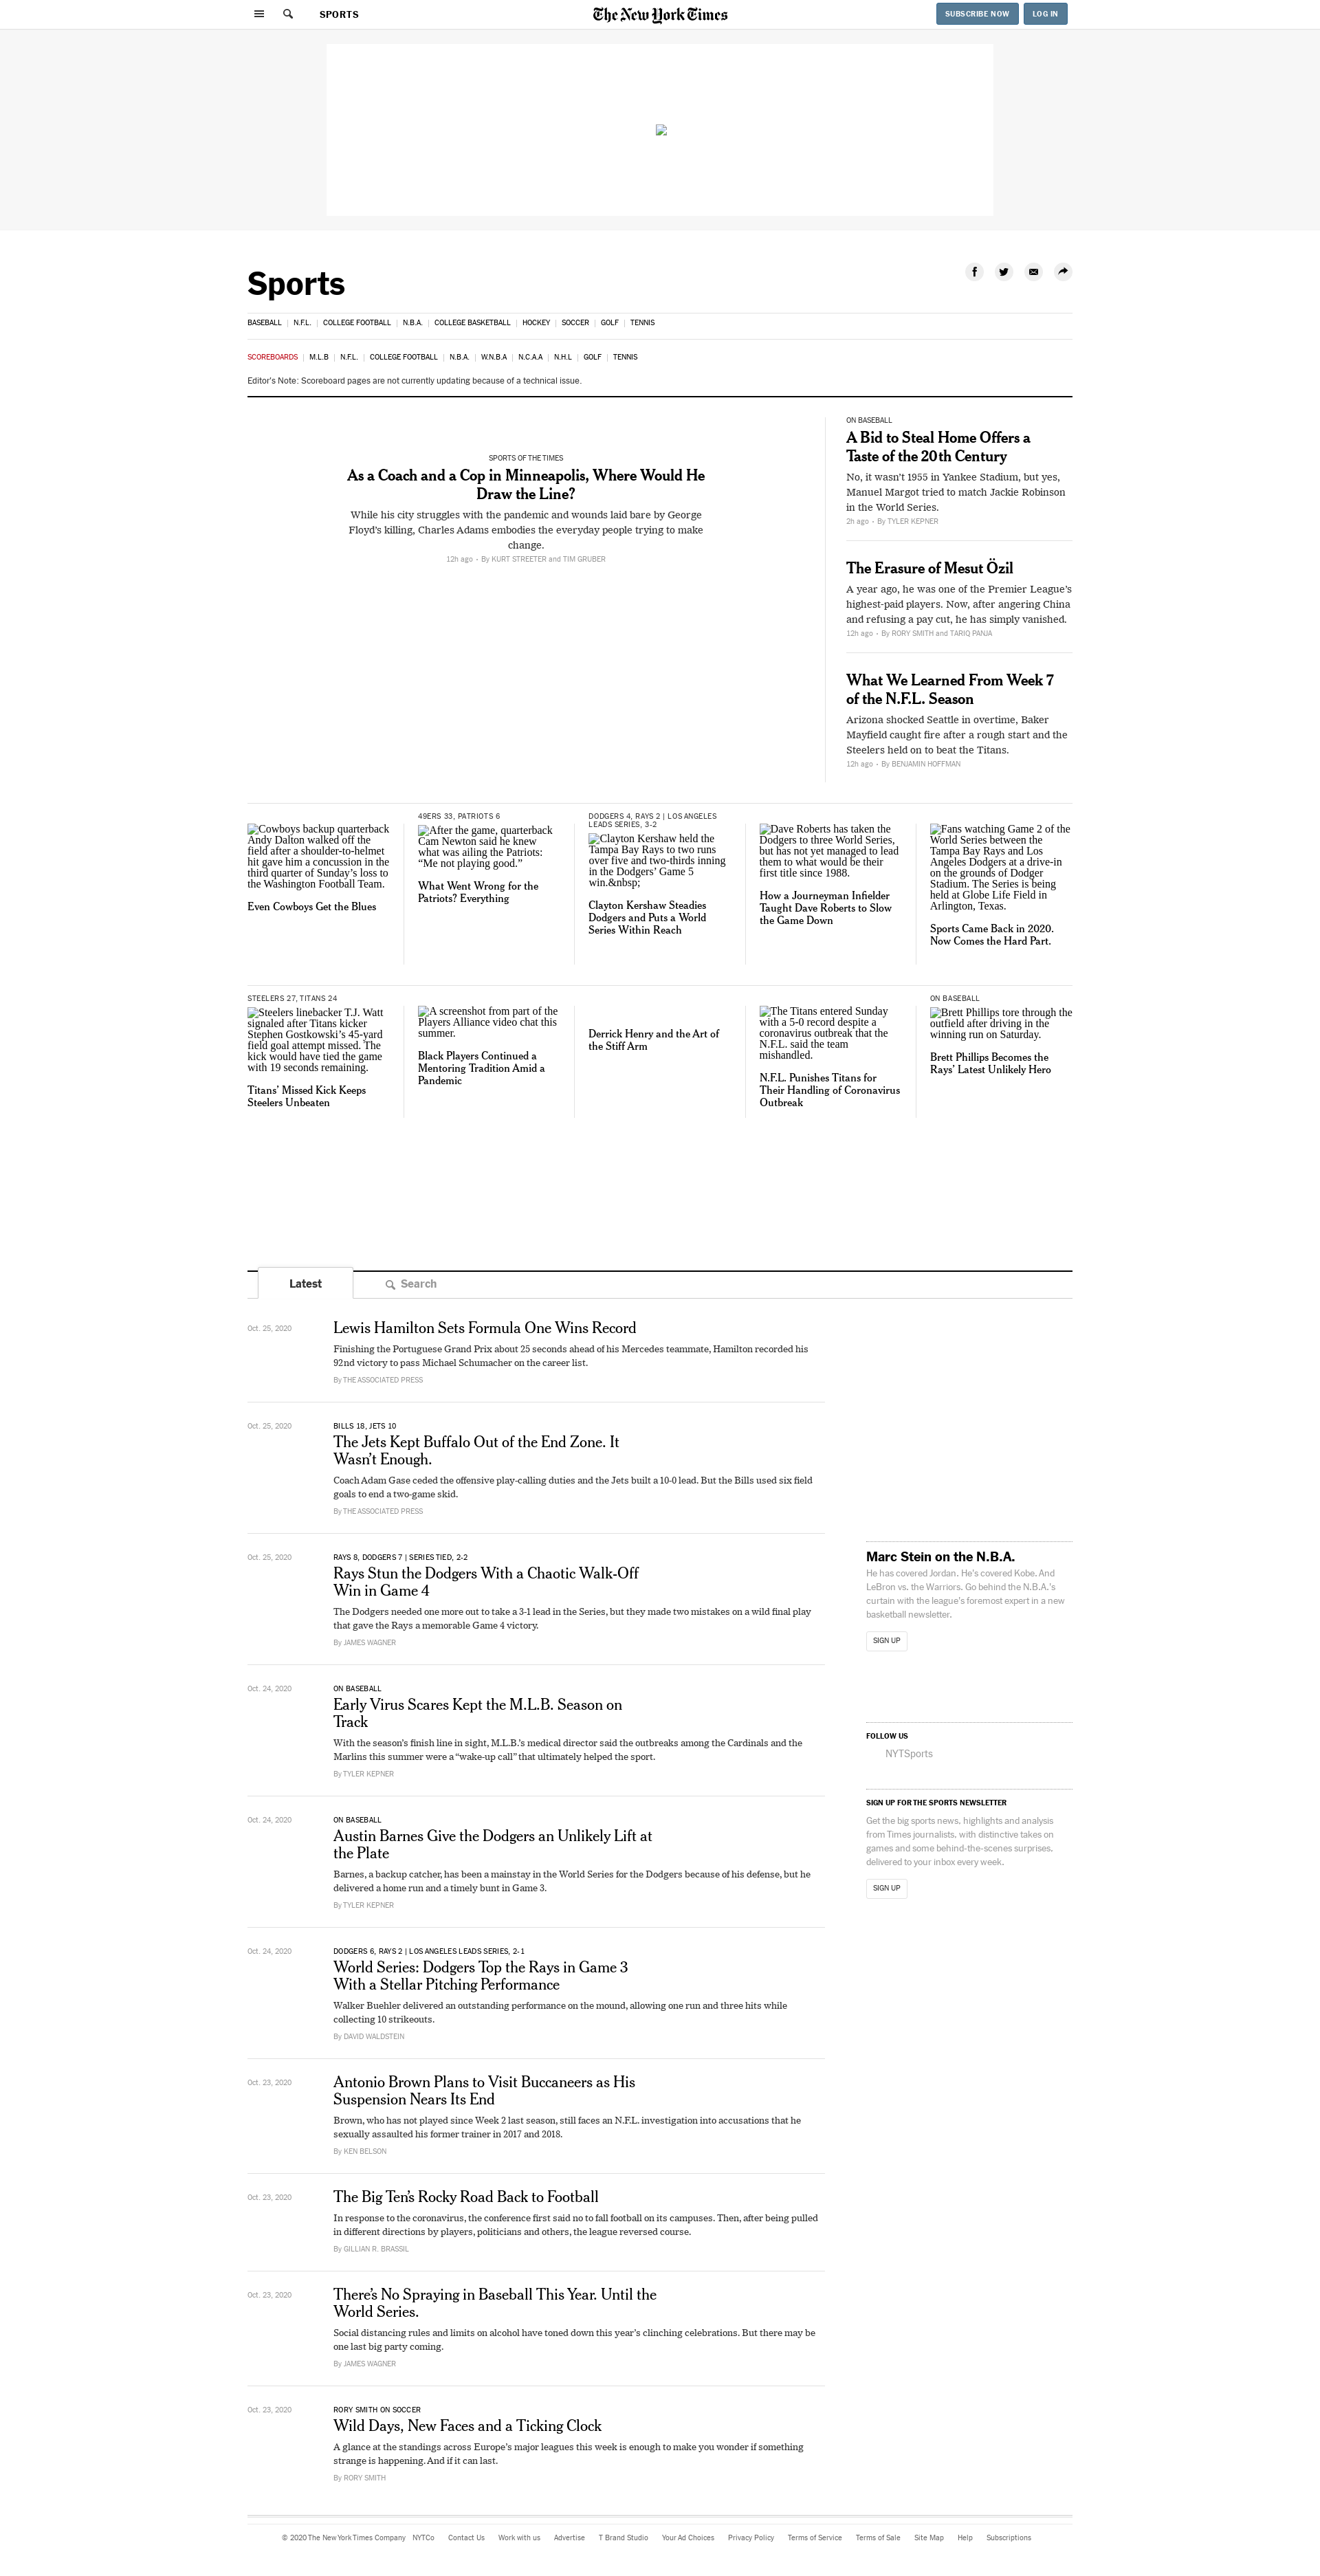 SPORTS
The New York Times
SUBSCRIBE NOW
LOG IN
Sports
BASEBALL
N.F.L.
COLLEGE FOOTBALL
N.B.A.
COLLEGE BASKETBALL
HOCKEY
SOCCER
GOLF
TENNIS
SCOREBOARDS
M.L.B
N.F.L.
COLLEGE FOOTBALL
N.B.A.
W.N.B.A
N.C.A.A
N.H.L
GOLF
TENNIS
Editor's Note: Scoreboard pages are not currently updating because of a technical issue.
SPORTS OF THE TIMES
As a Coach and a Cop in Minneapolis, Where Would He
Draw the Line?
While his city struggles with the pandemic and wounds laid bare by George
Floyd's killing, Charles Adams embodies the everyday people trying to make
change.
12h ago • By KURT STREETER and TIM GRUBER
ON BASEBALL
A Bid to Steal Home Offers a
Taste of the 20th Century
No, it wasn't 1955 in Yankee Stadium, but yes,
Manuel Margot tried to match Jackie Robinson
in the World Series.
2h ago • By TYLER KEPNER
The Erasure of Mesut Özil
A year ago, he was one of the Premier League's
highest-paid players. Now, after angering China
and refusing a pay cut, he has simply vanished.
12h ago • By RORY SMITH and TARIQ PANJA
What We Learned From Week 7
of the N.F.L. Season
Arizona shocked Seattle in overtime, Baker
Mayfield caught fire after a rough start and the
Steelers held on to beat the Titans.
12h ago • By BENJAMIN HOFFMAN
Cowboys backup quarterback
Andy Dalton walked off the
field after a shoulder-to-helmet
hit gave him a concussion in the
third quarter of Sunday's loss to
the Washington Football Team.
Even Cowboys Get the Blues
49ERS 33, PATRIOTS 6
After the game, quarterback
Cam Newton said he knew
what was ailing the Patriots:
“Me not playing good.”
What Went Wrong for the
Patriots? Everything
DODGERS 4, RAYS 2 | LOS ANGELES
LEADS SERIES, 3-2
Clayton Kershaw held the
Tampa Bay Rays to two runs
over five and two-thirds inning
in the Dodgers' Game 5
win.&nbsp;
Clayton Kershaw Steadies
Dodgers and Puts a World
Series Within Reach
Dave Roberts has taken the
Dodgers to three World Series,
but has not yet managed to lead
them to what would be their
first title since 1988.
How a Journeyman Infielder
Taught Dave Roberts to Slow
the Game Down
Fans watching Game 2 of the
World Series between the
Tampa Bay Rays and Los
Angeles Dodgers at a drive-in
on the grounds of Dodger
Stadium. The Series is being
held at Globe Life Field in
Arlington, Texas.
Sports Came Back in 2020.
Now Comes the Hard Part.
STEELERS 27, TITANS 24
Steelers linebacker T.J. Watt
signaled after Titans kicker
Stephen Gostkowski's 45-yard
field goal attempt missed. The
kick would have tied the game
with 19 seconds remaining.
Titans' Missed Kick Keeps
Steelers Unbeaten
A screenshot from part of the
Players Alliance video chat this
summer.
Black Players Continued a
Mentoring Tradition Amid a
Pandemic
Derrick Henry and the Art of
the Stiff Arm
The Titans entered Sunday
with a 5-0 record despite a
coronavirus outbreak that the
N.F.L. said the team
mishandled.
N.F.L. Punishes Titans for
Their Handling of Coronavirus
Outbreak
ON BASEBALL
Brett Phillips tore through the
outfield after driving in the
winning run on Saturday.
Brett Phillips Becomes the
Rays' Latest Unlikely Hero
Latest
Search
Oct. 25, 2020
Lewis Hamilton Sets Formula One Wins Record
Finishing the Portuguese Grand Prix about 25 seconds ahead of his Mercedes teammate, Hamilton recorded his
92nd victory to pass Michael Schumacher on the career list.
By THE ASSOCIATED PRESS
Oct. 25, 2020
BILLS 18, JETS 10
The Jets Kept Buffalo Out of the End Zone. It
Wasn't Enough.
Coach Adam Gase ceded the offensive play-calling duties and the Jets built a 10-0 lead. But the Bills used six field
goals to end a two-game skid.
By THE ASSOCIATED PRESS
Oct. 25, 2020
RAYS 8, DODGERS 7 | SERIES TIED, 2-2
Rays Stun the Dodgers With a Chaotic Walk-Off
Win in Game 4
The Dodgers needed one more out to take a 3-1 lead in the Series, but they made two mistakes on a wild final play
that gave the Rays a memorable Game 4 victory.
By JAMES WAGNER
Oct. 24, 2020
ON BASEBALL
Early Virus Scares Kept the M.L.B. Season on
Track
With the season's finish line in sight, M.L.B.'s medical director said the outbreaks among the Cardinals and the
Marlins this summer were a “wake-up call” that ultimately helped the sport.
By TYLER KEPNER
Oct. 24, 2020
ON BASEBALL
Austin Barnes Give the Dodgers an Unlikely Lift at
the Plate
Barnes, a backup catcher, has been a mainstay in the World Series for the Dodgers because of his defense, but he
delivered a home run and a timely bunt in Game 3.
By TYLER KEPNER
Oct. 24, 2020
DODGERS 6, RAYS 2 | LOS ANGELES LEADS SERIES, 2-1
World Series: Dodgers Top the Rays in Game 3
With a Stellar Pitching Performance
Walker Buehler delivered an outstanding performance on the mound, allowing one run and three hits while
collecting 10 strikeouts.
By DAVID WALDSTEIN
Oct. 23, 2020
Antonio Brown Plans to Visit Buccaneers as His
Suspension Nears Its End
Brown, who has not played since Week 2 last season, still faces an N.F.L. investigation into accusations that he
sexually assaulted his former trainer in 2017 and 2018.
By KEN BELSON
Oct. 23, 2020
The Big Ten's Rocky Road Back to Football
In response to the coronavirus, the conference first said no to fall football on its campuses. Then, after being pulled
in different directions by players, politicians and others, the league reversed course.
By GILLIAN R. BRASSIL
Oct. 23, 2020
There's No Spraying in Baseball This Year. Until the
World Series.
Social distancing rules and limits on alcohol have toned down this year's clinching celebrations. But there may be
one last big party coming.
By JAMES WAGNER
Oct. 23, 2020
RORY SMITH ON SOCCER
Wild Days, New Faces and a Ticking Clock
A glance at the standings across Europe's major leagues this week is enough to make you wonder if something
strange is happening. And if it can last.
By RORY SMITH
Marc Stein on the N.B.A.
He has covered Jordan. He's covered Kobe. And
LeBron vs. the Warriors. Go behind the N.B.A.'s
curtain with the league's foremost expert in a new
basketball newsletter.
SIGN UP
FOLLOW US
NYTSports
SIGN UP FOR THE SPORTS NEWSLETTER
Get the big sports news, highlights and analysis
from Times journalists, with distinctive takes on
games and some behind-the-scenes surprises,
delivered to your inbox every week.
SIGN UP
© 2020 The New York Times Company
NYTCo
Contact Us
Work with us
Advertise
T Brand Studio
Your Ad Choices
Privacy Policy
Terms of Service
Terms of Sale
Site Map
Help
Subscriptions